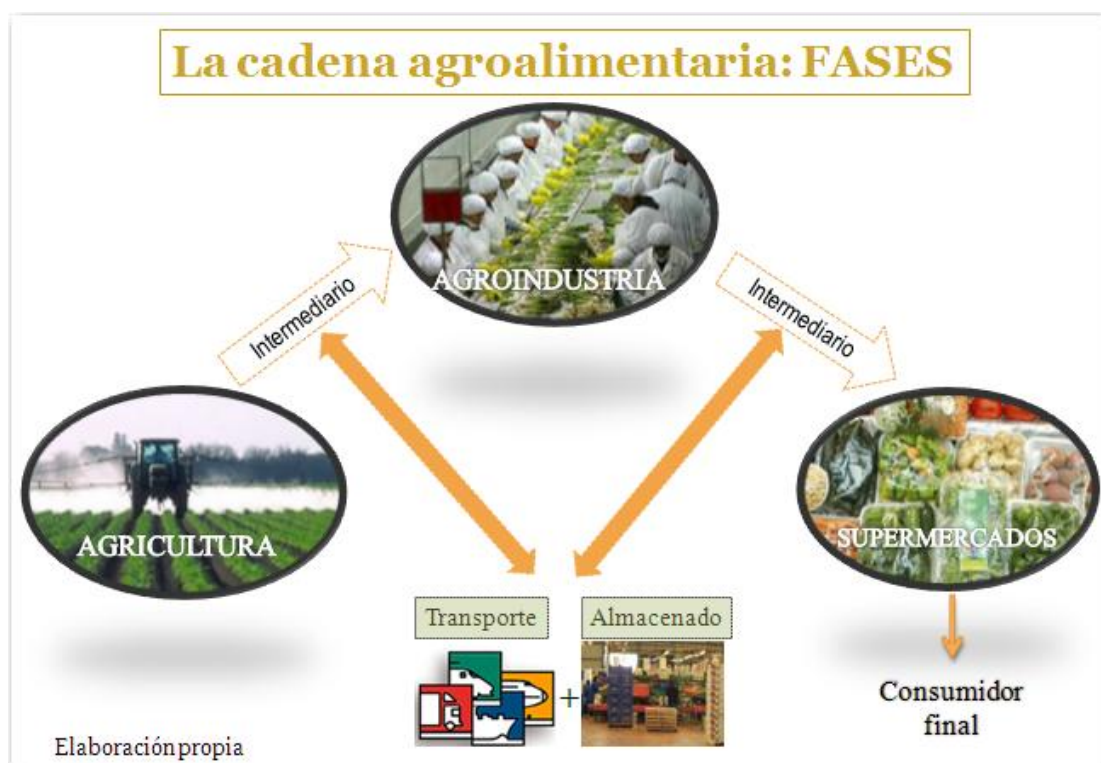 La cadena agroalimentaria: FASES
AGROINDUSTRIA
Intermediario
Intermediario
AGRICULTURA
SUPERMERCADOS
Transporte
Almacenado
+
Consumidor
final
Elaboración propia